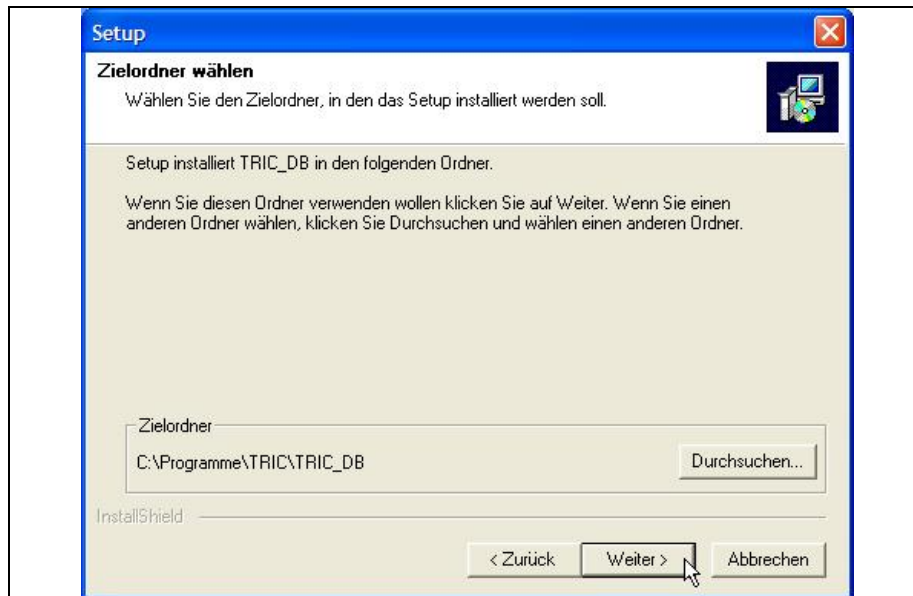 Setup
Zielordner wählen
Wählen Sie den Zielordner, in den das Setup installiert werden soll.
Setup installiert TRIC_DB in den folgenden Ordner.
Wenn Sie diesen Ordner verwenden wollen klicken Sie auf Weiter. Wenn Sie einen
anderen Ordner wählen, klicken Sie Durchsuchen und wählen einen anderen Ordner.
Zielordner
C:\Programme\TRIC\TRIC_DB
Durchsuchen...
InstallShield
< Zurück
Weiter >
Abbrechen